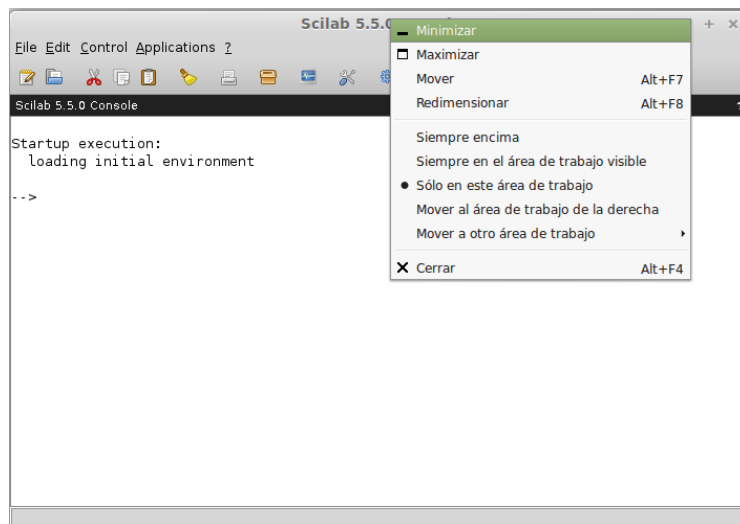 Scilab 5.5.0
File Edit Control Applications ?
Scilab 5.5.0 Console
Startup execution:
loading initial environment
-->
Minimizar
Maximizar
Mover Alt+F7
Redimensionar Alt+F8
Siempre encima
Siempre en el área de trabajo visible
Sólo en este área de trabajo
Mover al área de trabajo de la derecha
Mover a otro área de trabajo
Cerrar Alt+F4